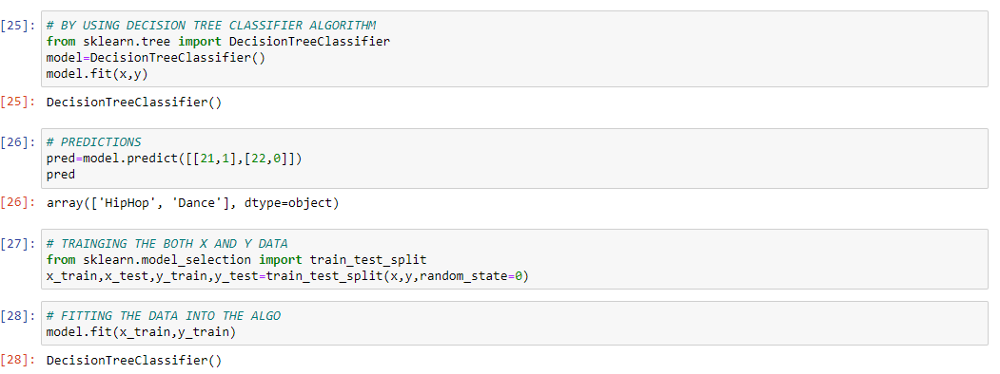 [25]: # BY USING DECISION TREE CLASSIFIER ALGORITHM
from sklearn.tree import DecisionTreeClassifier
model=DecisionTreeClassifier()
model.fit(x,y)
[25]: DecisionTreeClassifier()
[26]: # PREDICTIONS
pred=model.predict([[21,1],[22,0]])
pred
[26]: array(['HipHop', 'Dance'], dtype=object)
[27]: # TRAINGING THE BOTH X AND Y DATA
from sklearn.model_selection import train_test_split
x_train,x_test,y_train,y_test=train_test_split(x,y,random_state=0)
[28]: # FITTING THE DATA INTO THE ALGO
model.fit(x_train,y_train)
[28]: DecisionTreeClassifier()